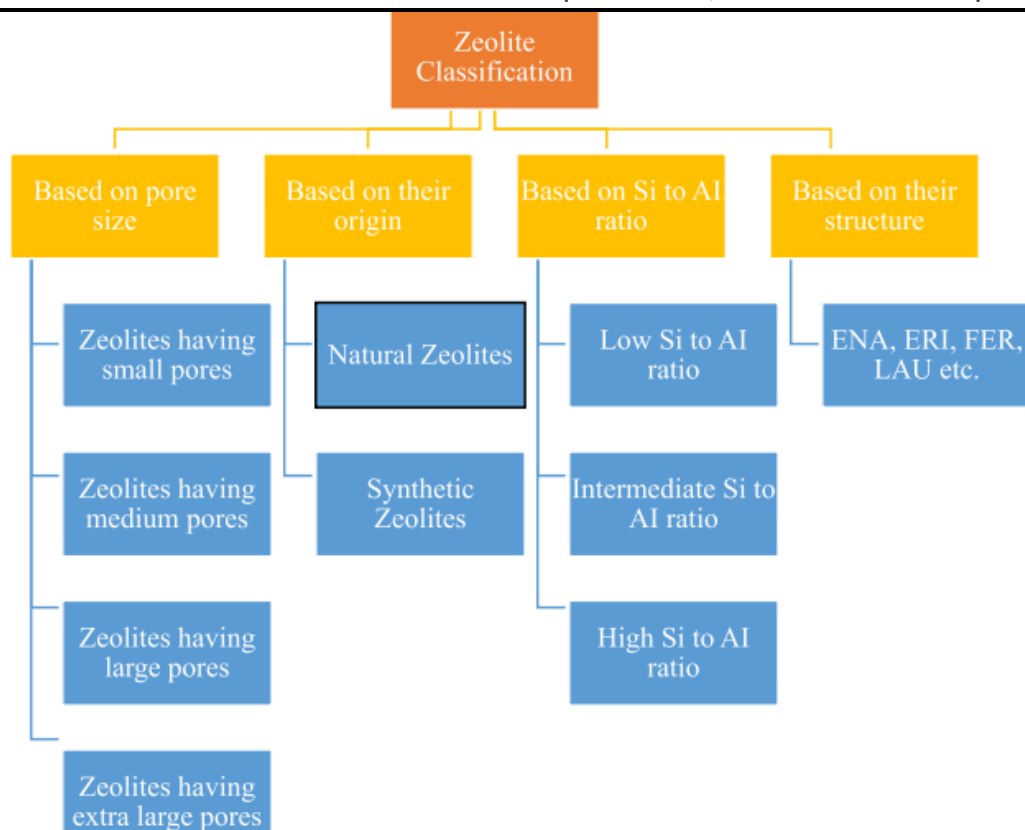 Zeolite
Classification
Based on pore
size
Based on their
origin
Based on Si to AI
ratio
Based on their
structure
Zeolites having
small pores
Natural Zeolites
Low Si to AI
ratio
ENA, ERI, FER,
LAU etc.
Zeolites having
medium pores
Synthetic
Zeolites
Intermediate Si to
AI ratio
Zeolites having
large pores
High Si to AI
ratio
Zeolites having
extra large pores